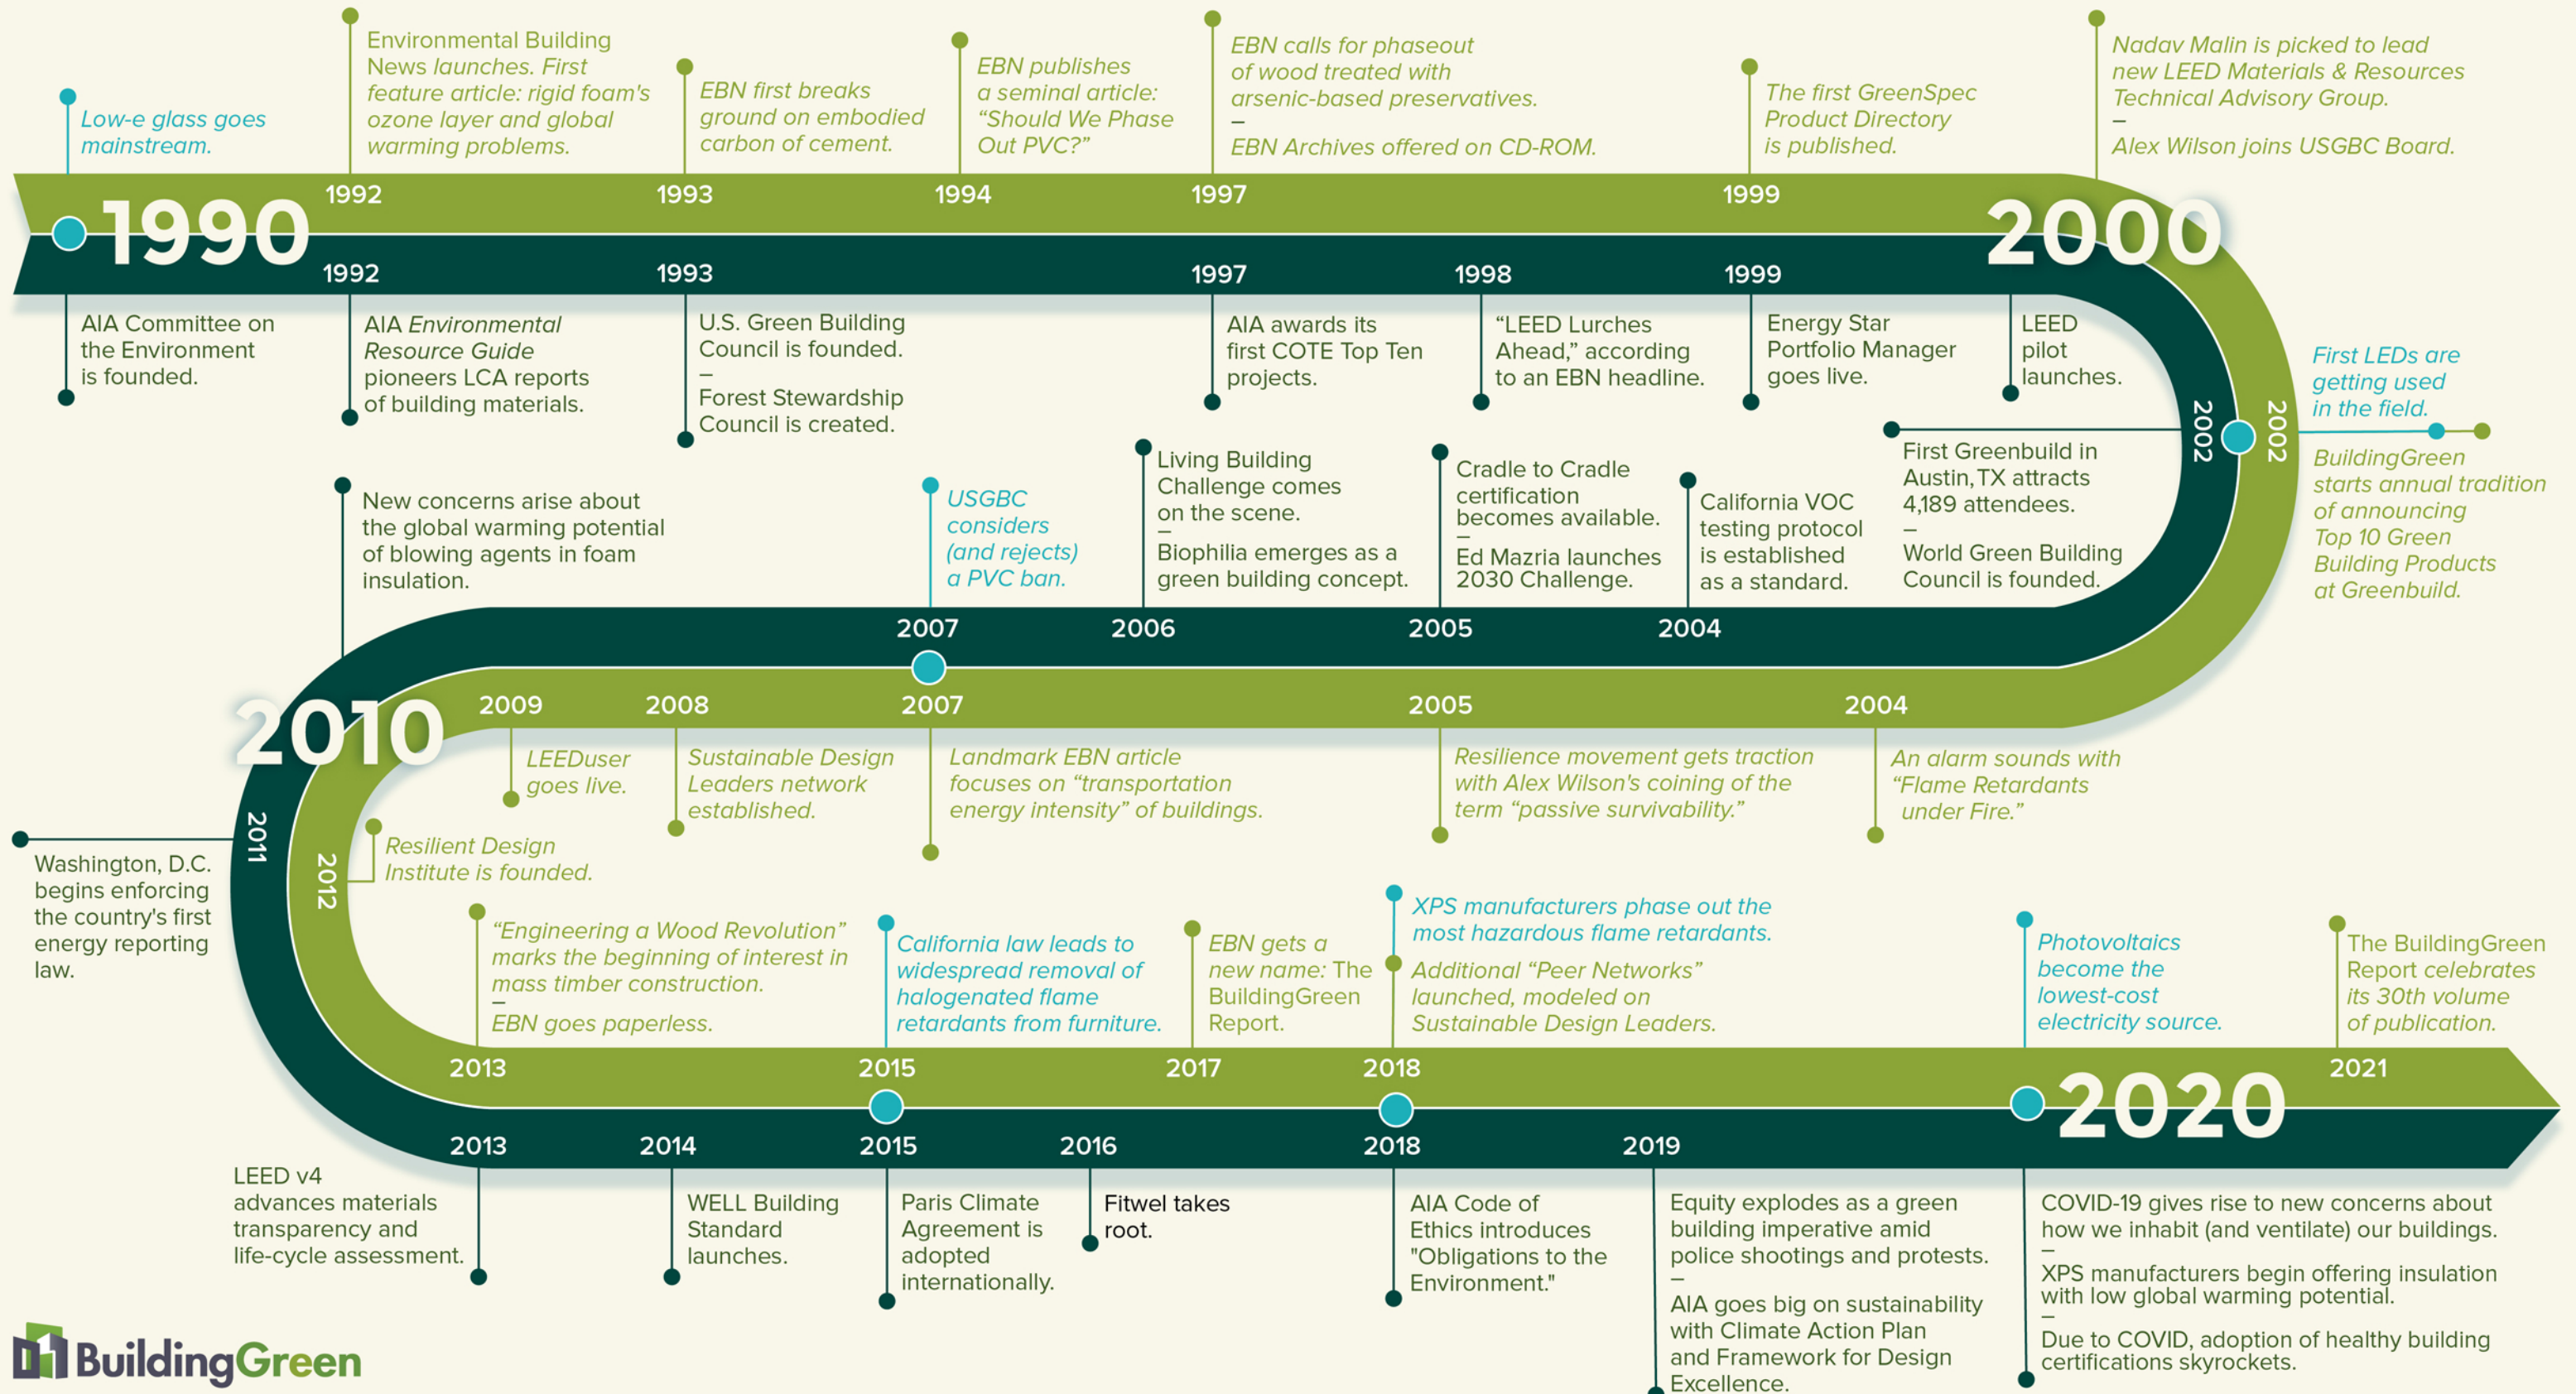 Low-e glass goes
mainstream.
Environmental Building
News launches. First
feature article: rigid foam's
ozone layer and global
warming problems.
EBN first breaks
ground on embodied
carbon of cement.
EBN publishes
a seminal article:
“Should We Phase
Out PVC?”
EBN calls for phaseout
of wood treated with
arsenic-based preservatives.
–
EBN Archives offered on CD-ROM.
The first GreenSpec
Product Directory
is published.
Nadav Malin is picked to lead
new LEED Materials & Resources
Technical Advisory Group.
–
Alex Wilson joins USGBC Board.
1990
1992
1993
1994
1997
1999
2000
1992
1993
1997
1998
1999
AIA Committee on
the Environment
is founded.
AIA Environmental
Resource Guide
pioneers LCA reports
of building materials.
U.S. Green Building
Council is founded.
–
Forest Stewardship
Council is created.
AIA awards its
first COTE Top Ten
projects.
“LEED Lurches
Ahead,” according
to an EBN headline.
Energy Star
Portfolio Manager
goes live.
LEED
pilot
launches.
2002
2002
First LEDs are
getting used
in the field.
BuildingGreen
starts annual tradition
of announcing
Top 10 Green
Building Products
at Greenbuild.
First Greenbuild in
Austin, TX attracts
4,189 attendees.
–
World Green Building
Council is founded.
California VOC
testing protocol
is established
as a standard.
Cradle to Cradle
certification
becomes available.
–
Ed Mazria launches
2030 Challenge.
Living Building
Challenge comes
on the scene.
–
Biophilia emerges as a
green building concept.
USGBC
considers
(and rejects)
a PVC ban.
New concerns arise about
the global warming potential
of blowing agents in foam
insulation.
2007
2006
2005
2004
2010
2009
2008
2007
2005
2004
LEEDuser
goes live.
Sustainable Design
Leaders network
established.
Landmark EBN article
focuses on “transportation
energy intensity” of buildings.
Resilience movement gets traction
with Alex Wilson's coining of the
term “passive survivability.”
An alarm sounds with
“Flame Retardants
under Fire.”
2011
Washington, D.C.
begins enforcing
the country's first
energy reporting
law.
2012
Resilient Design
Institute is founded.
“Engineering a Wood Revolution”
marks the beginning of interest in
mass timber construction.
–
EBN goes paperless.
California law leads to
widespread removal of
halogenated flame
retardants from furniture.
EBN gets a
new name: The
BuildingGreen
Report.
XPS manufacturers phase out the
most hazardous flame retardants.
Additional “Peer Networks”
launched, modeled on
Sustainable Design Leaders.
Photovoltaics
become the
lowest-cost
electricity source.
The BuildingGreen
Report celebrates
its 30th volume
of publication.
2013
2015
2017
2018
2020
2021
2013
2014
2015
2016
2018
2019
LEED v4
advances materials
transparency and
life-cycle assessment.
WELL Building
Standard
launches.
Paris Climate
Agreement is
adopted
internationally.
Fitwel takes
root.
AIA Code of
Ethics introduces
"Obligations to the
Environment."
Equity explodes as a green
building imperative amid
police shootings and protests.
–
AIA goes big on sustainability
with Climate Action Plan
and Framework for Design
Excellence.
COVID-19 gives rise to new concerns about
how we inhabit (and ventilate) our buildings.
–
XPS manufacturers begin offering insulation
with low global warming potential.
–
Due to COVID, adoption of healthy building
certifications skyrockets.
BuildingGreen